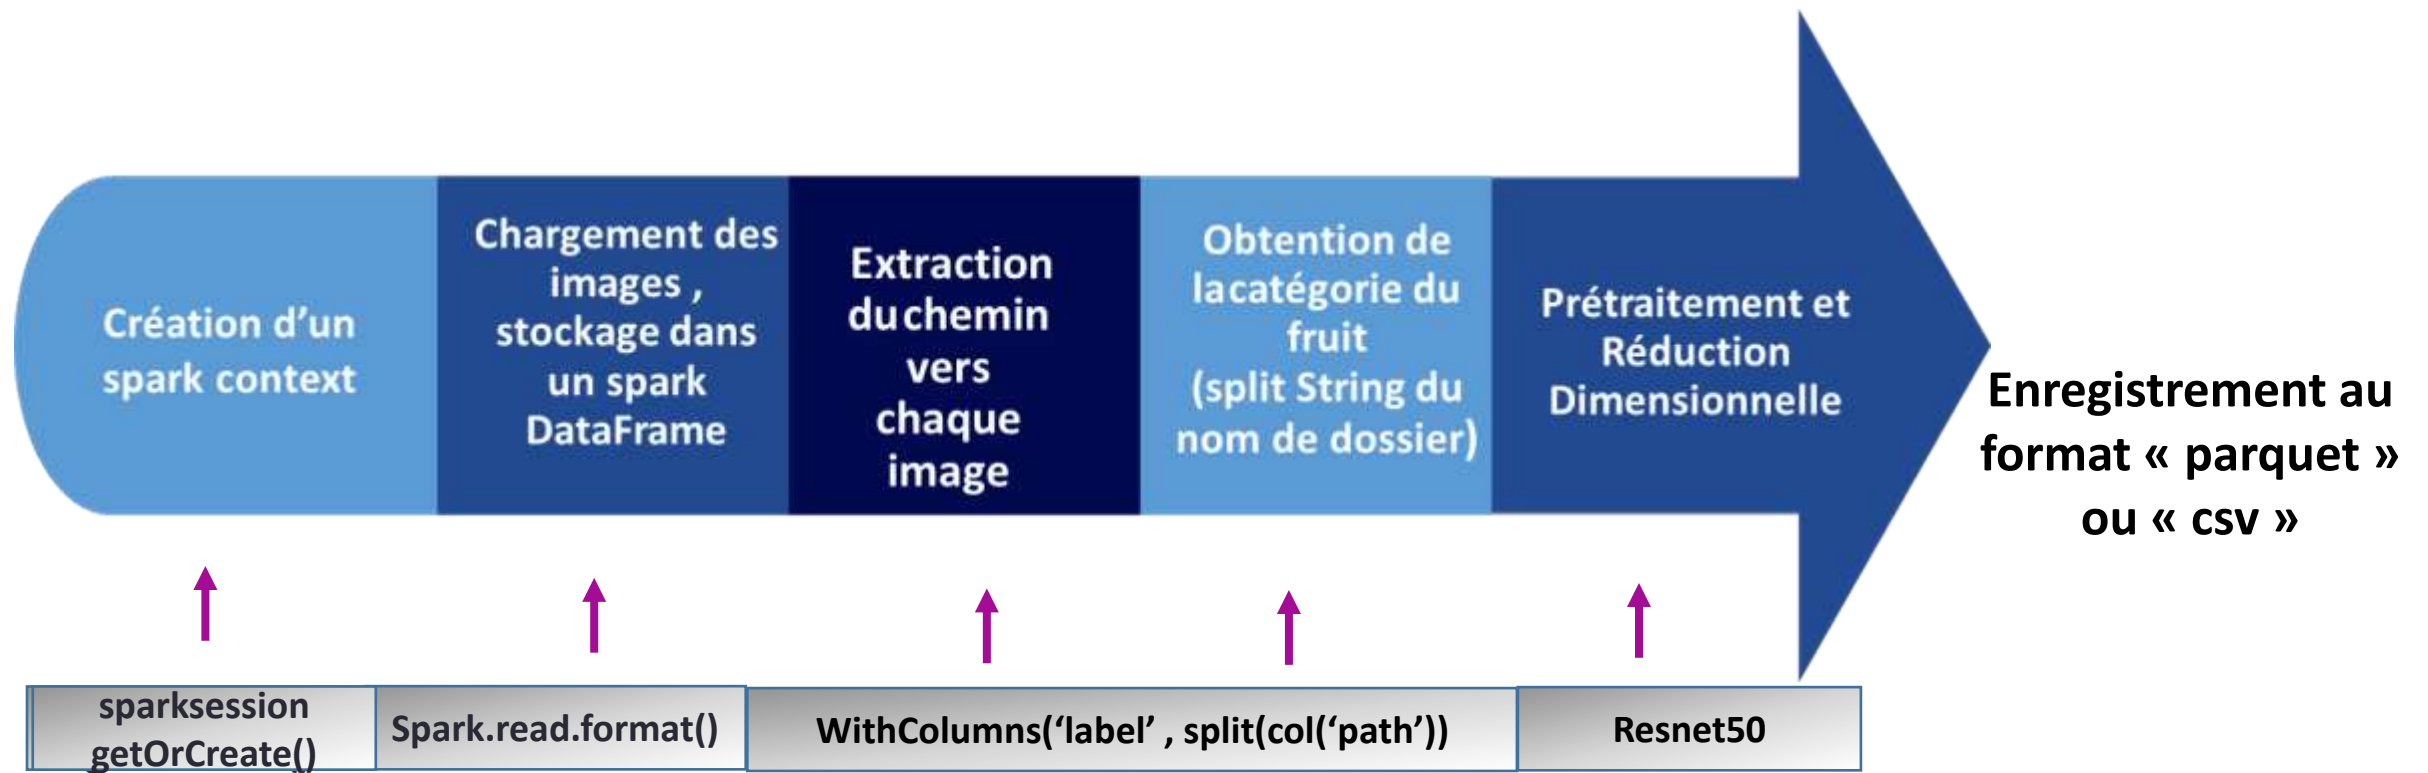 Création d’un
spark context
Chargement des
images ,
stockage dans
un spark
DataFrame
Extraction
du chemin
vers
chaque
image
Obtention de
lacatégorie du
fruit
(split String du
nom de dossier)
Prétraitement et
Réduction
Dimensionnelle
Enregistrement au
format « parquet »
ou « csv »
sparksession
getOrCreate()
Spark.read.format()
WithColumns(‘label’ , split(col(‘path’))
Resnet50